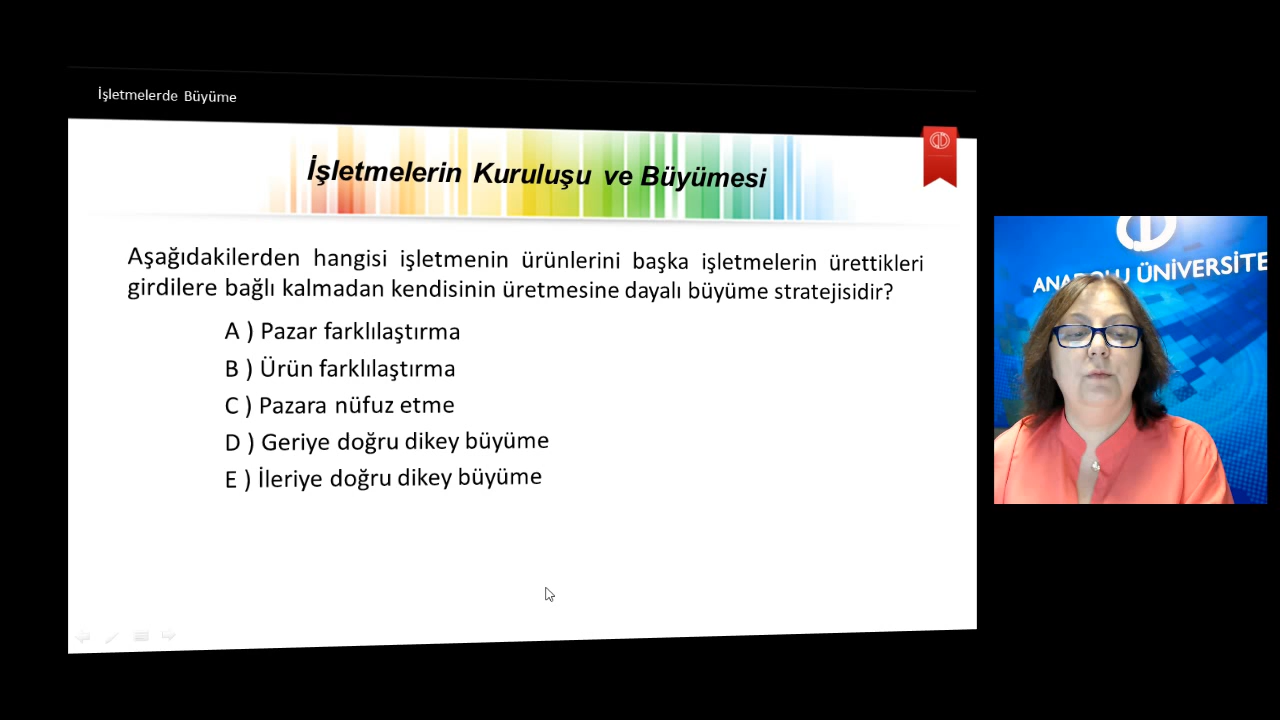 İşletmelerde Büyüme
İşletmelerin Kuruluşu ve Büyümesi
Aşağıdakilerden hangisi işletmenin ürünlerini başka işletmelerin ürettikleri
girdilere bağlı kalmadan kendisinin üretmesine dayalı büyüme stratejisidir?
A ) Pazar farklılaştırma
B ) Ürün farklılaştırma
C ) Pazara nüfuz etme
D ) Geriye doğru dikey büyüme
E ) İleriye doğru dikey büyüme
ANADOLU ÜNİVERSİTE